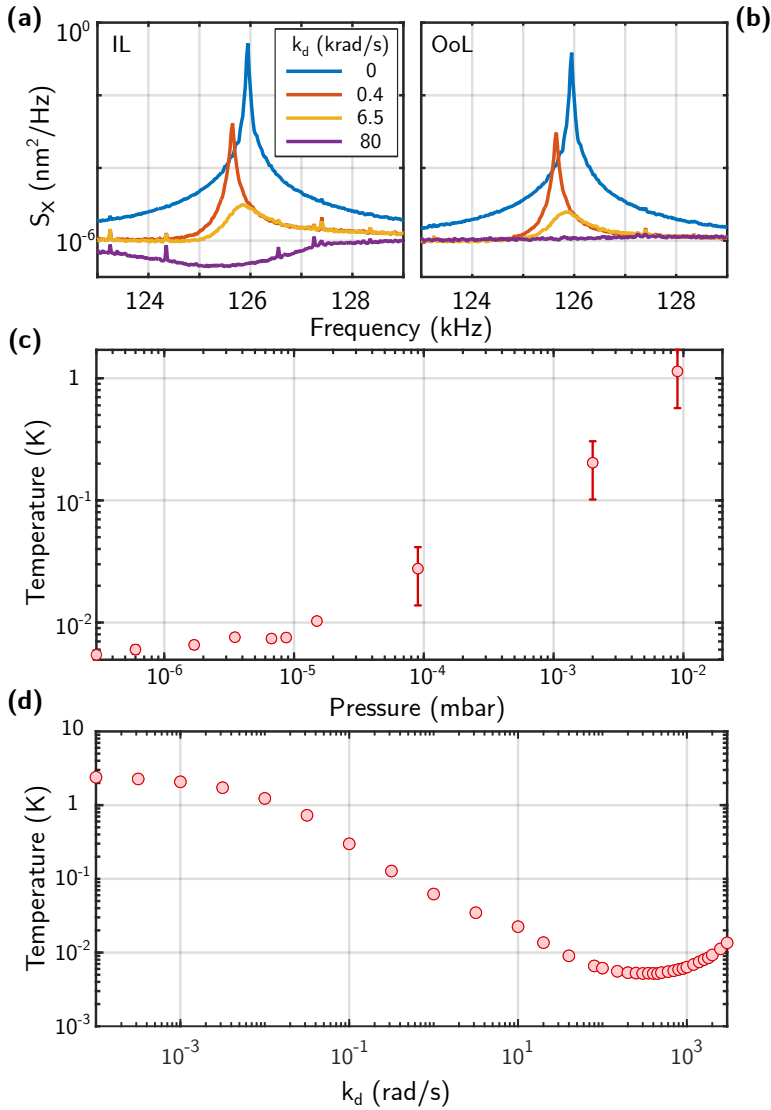 (a)
(b)
IL
OoL
k_d (krad/s)
0
0.4
6.5
80
10^0
10^-6
S_X (nm^2/Hz)
124 126 128
124 126 128
Frequency (kHz)
(c)
1
10^-1
10^-2
Temperature (K)
10^-6 10^-5 10^-4 10^-3 10^-2
Pressure (mbar)
(d)
10
1
10^-1
10^-2
10^-3
Temperature (K)
10^-3 10^-1 10^1 10^3
k_d (rad/s)